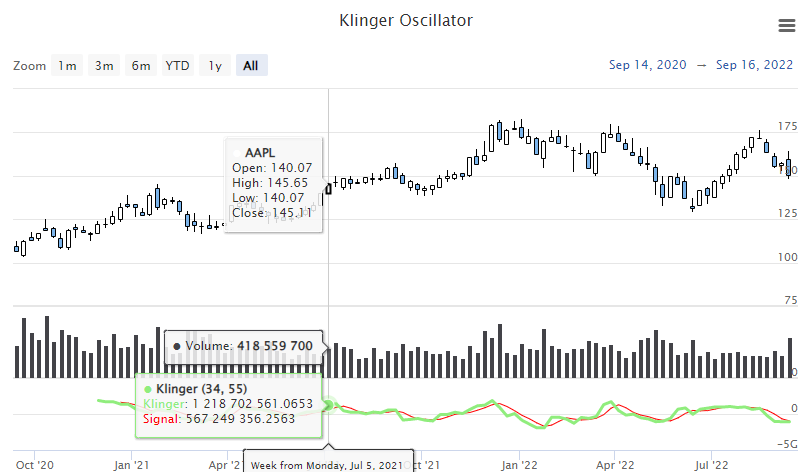 Klinger Oscillator
Zoom 1m 3m 6m YTD 1y All
Sep 14, 2020 → Sep 16, 2022
175
150
AAPL
Open: 140.07
High: 145.65
Low: 140.07
Close: 145.11
125
100
75
Volume: 418 559 700
0
Klinger (34, 55)
Klinger: 1 218 702 561.0653
Signal: 567 249 356.2563
0
-5G
Oct '20 Jan '21 Apr '21 Oct '21 Jan '22 Apr '22 Jul '22
Week from Monday, Jul 5, 2021